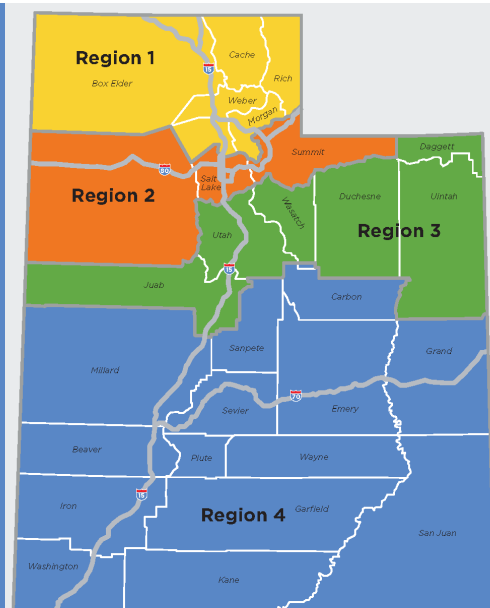 Cache
Region 1
Rich
15
Box Elder
Weber
Morgan
Daggett
Summit
80
Salt
Lake
Region 2
Duchesne
Uintah
Wasatch
Region 3
Utah
15
Juab
Carbon
Sanpete
Grand
Millard
70
Sevier
Emery
Beaver
Piute
Wayne
15
Iron
Garfield
Region 4
San Juan
Washington
Kane